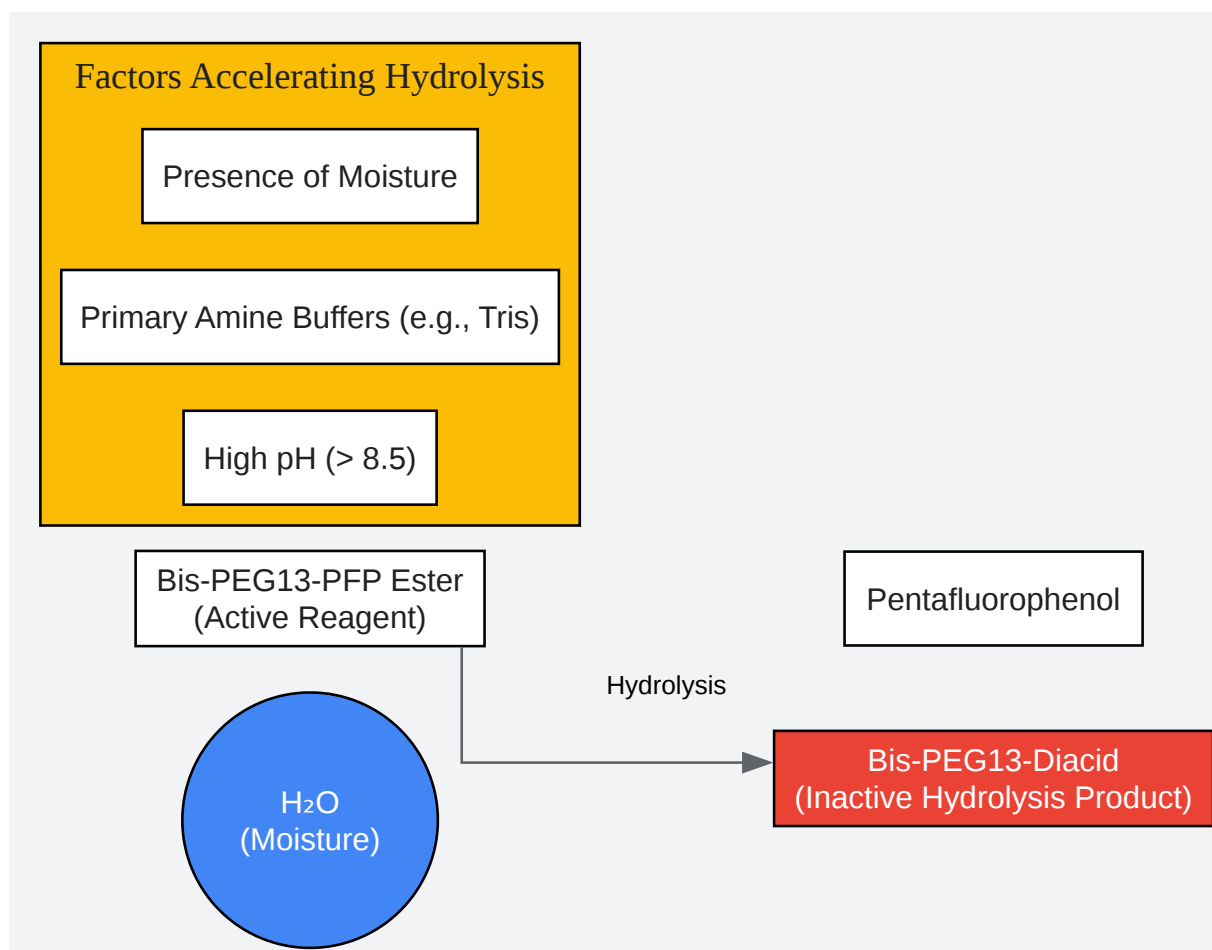 Factors Accelerating Hydrolysis
Presence of Moisture
Primary Amine Buffers (e.g., Tris)
High pH (> 8.5)
Bis-PEG13-PFP Ester
(Active Reagent)
Pentafluorophenol
Hydrolysis
Bis-PEG13-Diacid
(Inactive Hydrolysis Product)
H₂O
(Moisture)